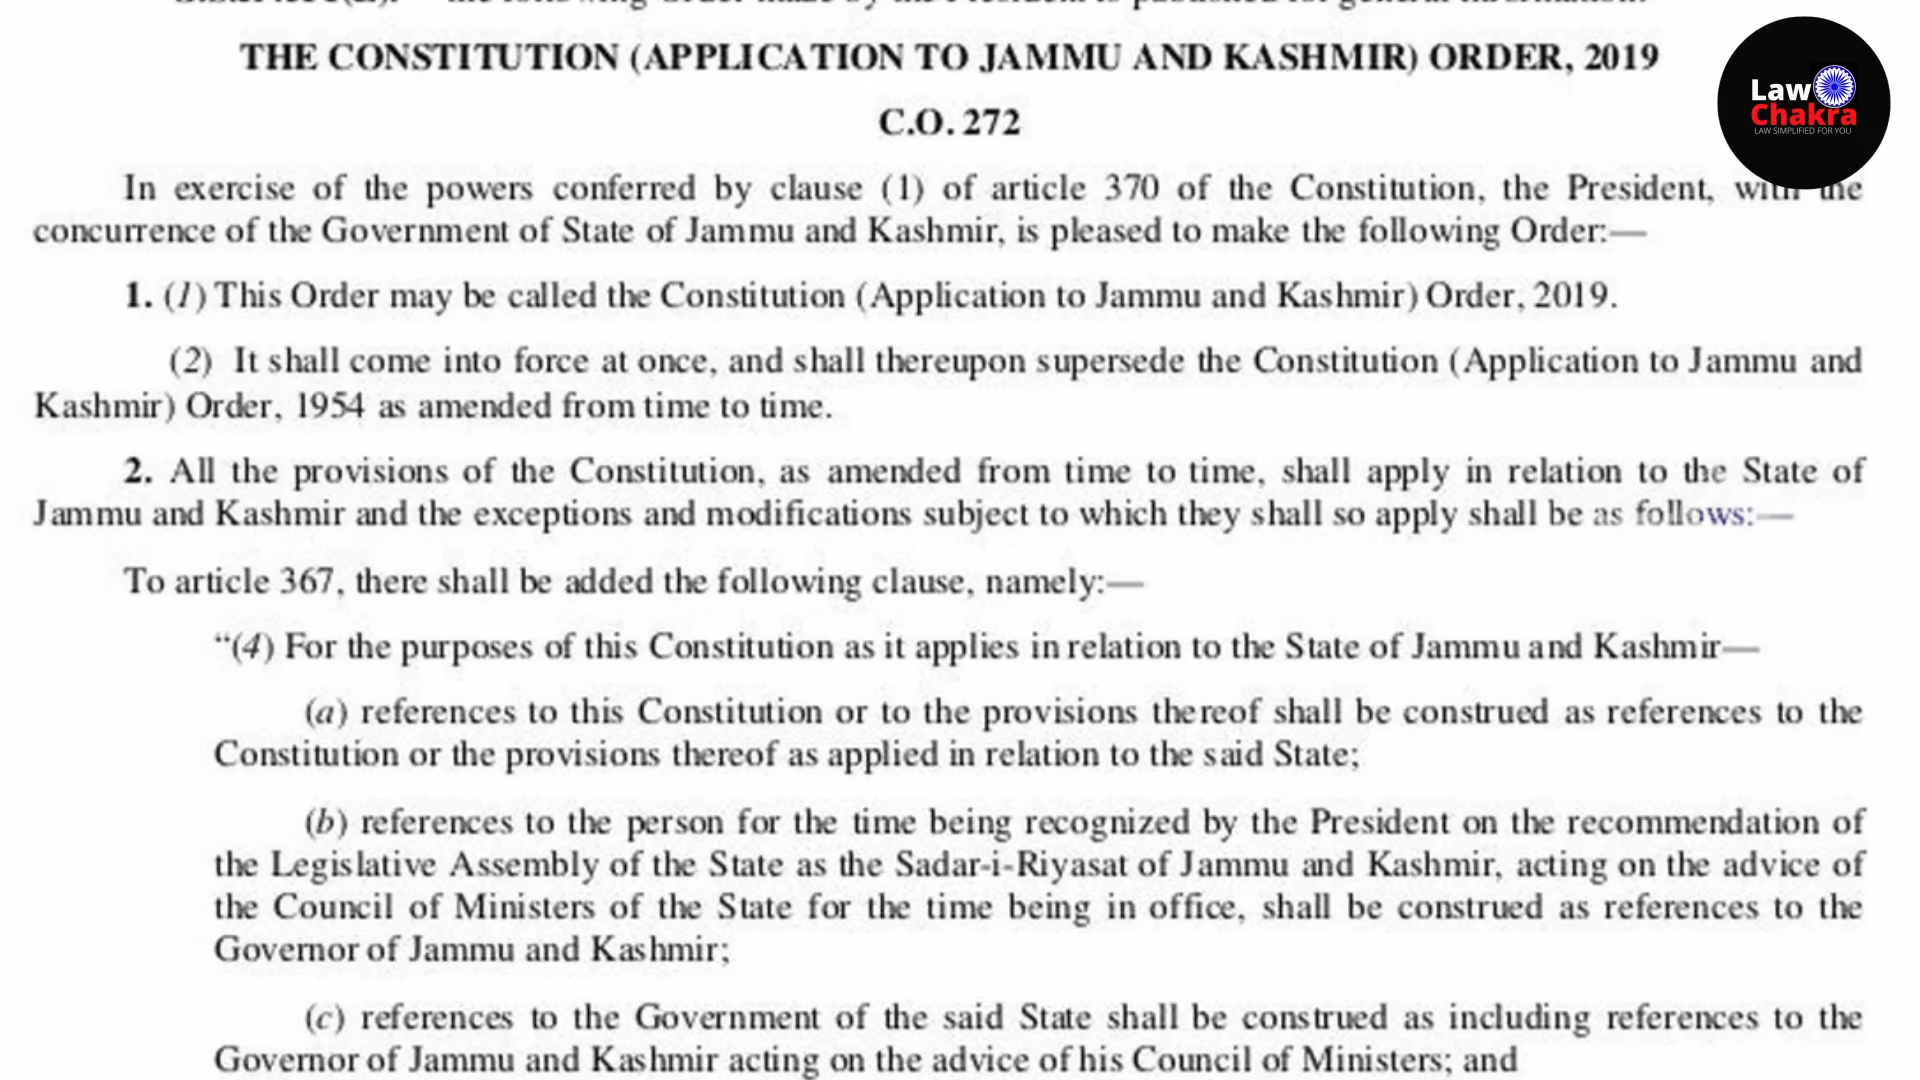 the following Order made by the President is published for general information:—
THE CONSTITUTION (APPLICATION TO JAMMU AND KASHMIR) ORDER, 2019
C.O. 272
Law
Chakra
LAW SIMPLIFIED FOR YOU
In exercise of the powers conferred by clause (1) of article 370 of the Constitution, the President, with the
concurrence of the Government of State of Jammu and Kashmir, is pleased to make the following Order:—
1. (1) This Order may be called the Constitution (Application to Jammu and Kashmir) Order, 2019.
(2) It shall come into force at once, and shall thereupon supersede the Constitution (Application to Jammu and
Kashmir) Order, 1954 as amended from time to time.
2. All the provisions of the Constitution, as amended from time to time, shall apply in relation to the State of
Jammu and Kashmir and the exceptions and modifications subject to which they shall so apply shall be as follows:—
To article 367, there shall be added the following clause, namely:—
“(4) For the purposes of this Constitution as it applies in relation to the State of Jammu and Kashmir—
(a) references to this Constitution or to the provisions thereof shall be construed as references to the
Constitution or the provisions thereof as applied in relation to the said State;
(b) references to the person for the time being recognized by the President on the recommendation of
the Legislative Assembly of the State as the Sadar-i-Riyasat of Jammu and Kashmir, acting on the advice of
the Council of Ministers of the State for the time being in office, shall be construed as references to the
Governor of Jammu and Kashmir;
(c) references to the Government of the said State shall be construed as including references to the
Governor of Jammu and Kashmir acting on the advice of his Council of Ministers; and